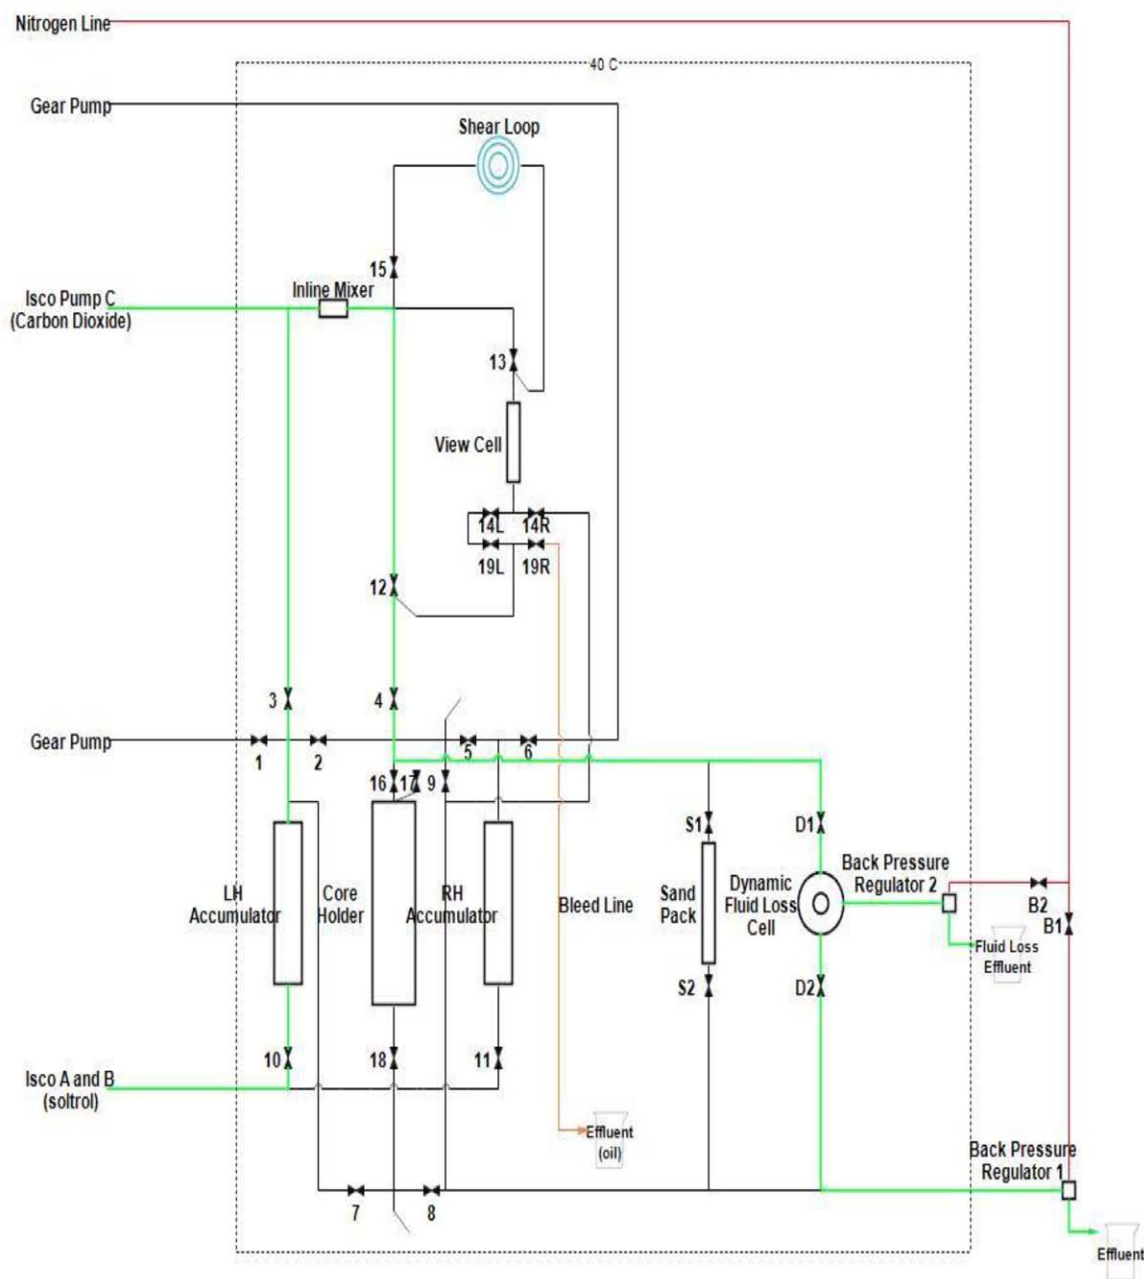 Nitrogen Line
40 C
Gear Pump
Shear Loop
15
Inline Mixer
Isco Pump C
(Carbon Dioxide)
13
View Cell
14L 14R
19L 19R
12
3
4
Gear Pump
1
2
5
6
16 17 9
S1
D1
Back Pressure
Regulator 2
LH
Accumulator
Core
Holder
RH
Accumulator
Bleed Line
Sand
Pack
Dynamic
Fluid Loss
Cell
B2
B1
Fluid Loss
Effluent
S2
D2
10
18
11
Isco A and B
(soltrol)
Effluent
(oil)
Back Pressure
Regulator 1
7
8
Effluent